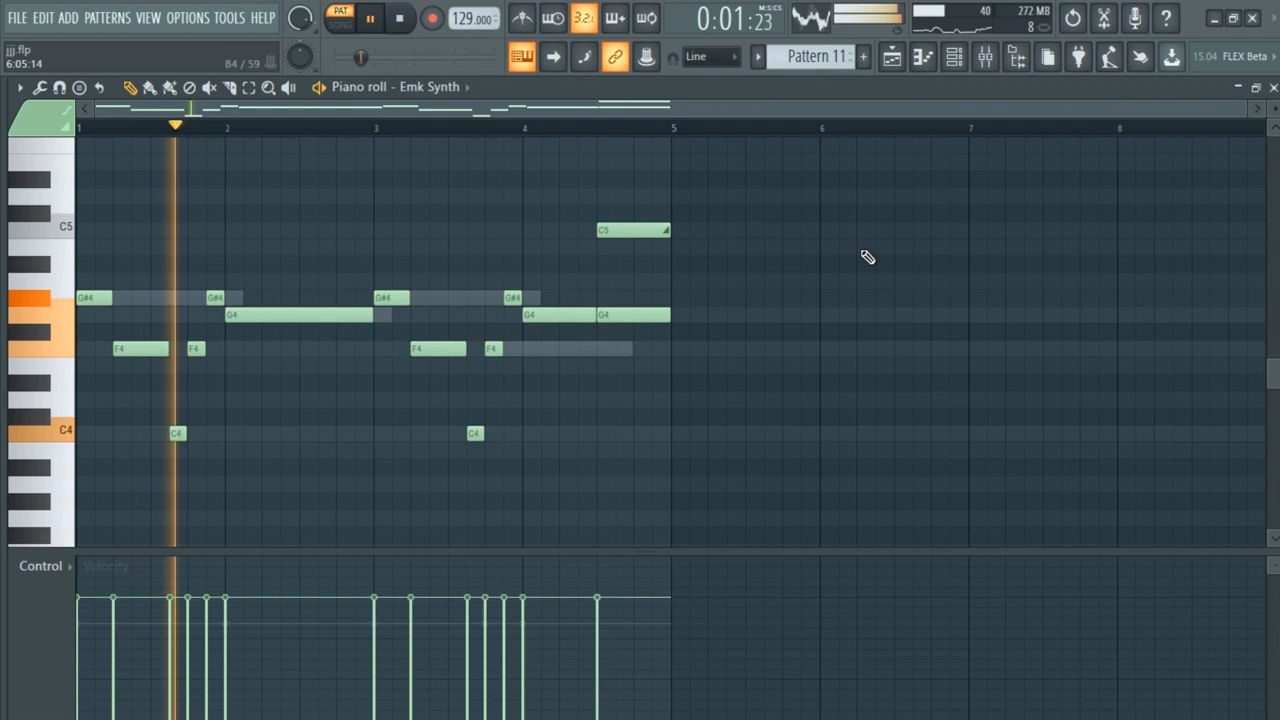 FILE EDIT PATTERNS VIEW OPTIONS TOOLS HELP
PAT
SONG
129.000
3.2
0:01:23
M:S:CS
40
272 MB
8
jjj.flp
6:05:14
B4 / 59
Line
Pattern 11
15:04 FLEX Beta
Piano roll - Emk Synth
1 2 3 4 5 6 7 8
C5
C5
G#4 G#4 G#4 G#4
G4 G4 G4
F4 F4 F4 F4
C4
C4 C4
Control
Velocity